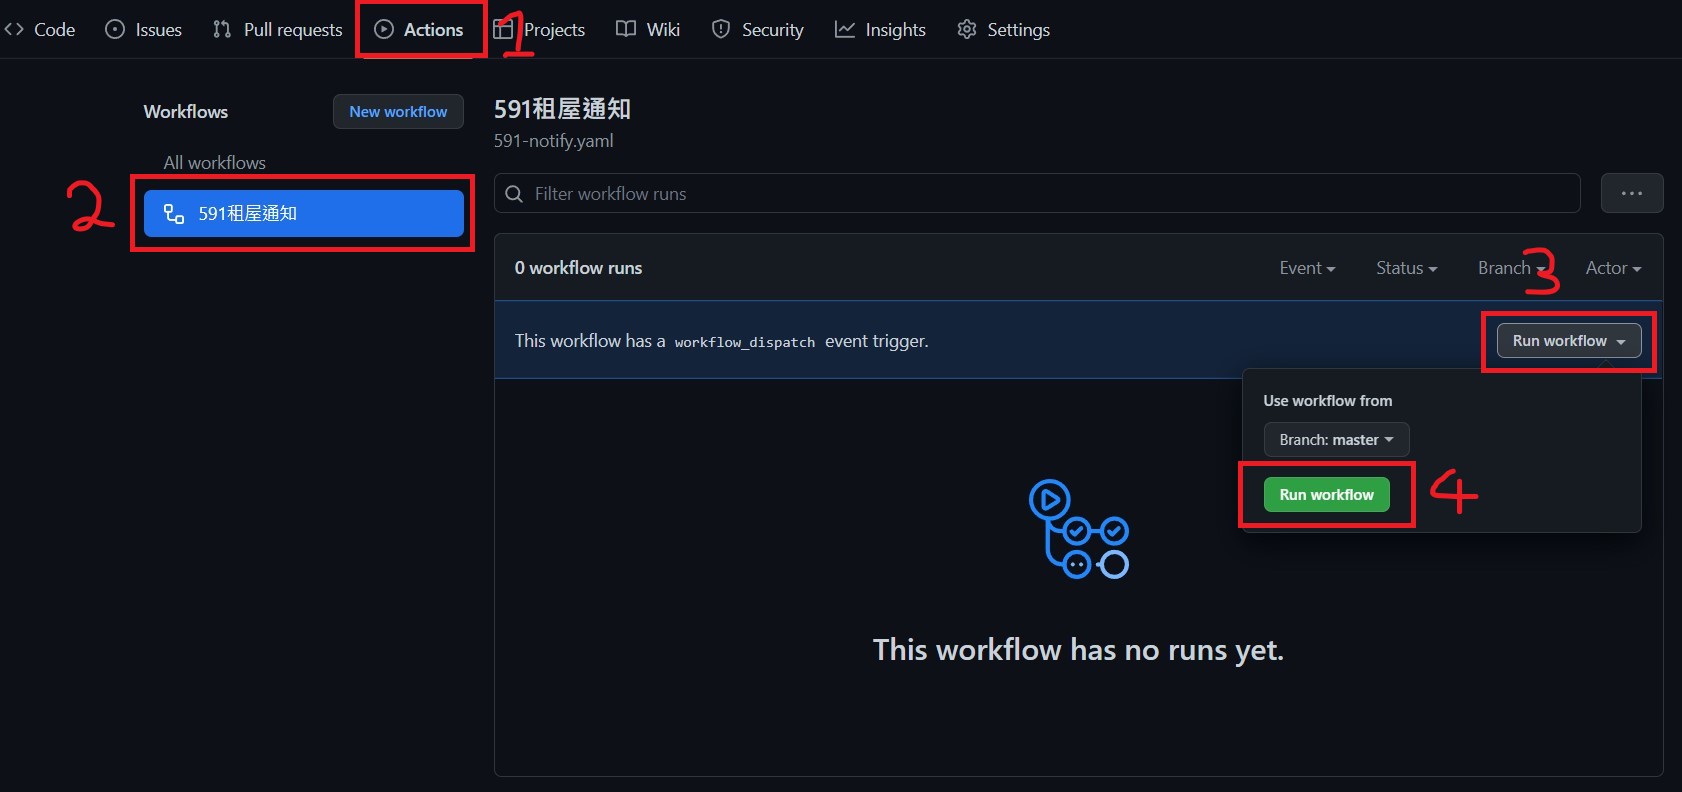 Code Issues Pull requests Actions 1 Projects Wiki Security Insights Settings
Workflows New workflow
All workflows
2 591租屋通知
591租屋通知
591-notify.yaml
Filter workflow runs ...
0 workflow runs Event Status Branch Actor
3
This workflow has a workflow_dispatch event trigger. Run workflow
Use workflow from
Branch: master
Run workflow 4
This workflow has no runs yet.